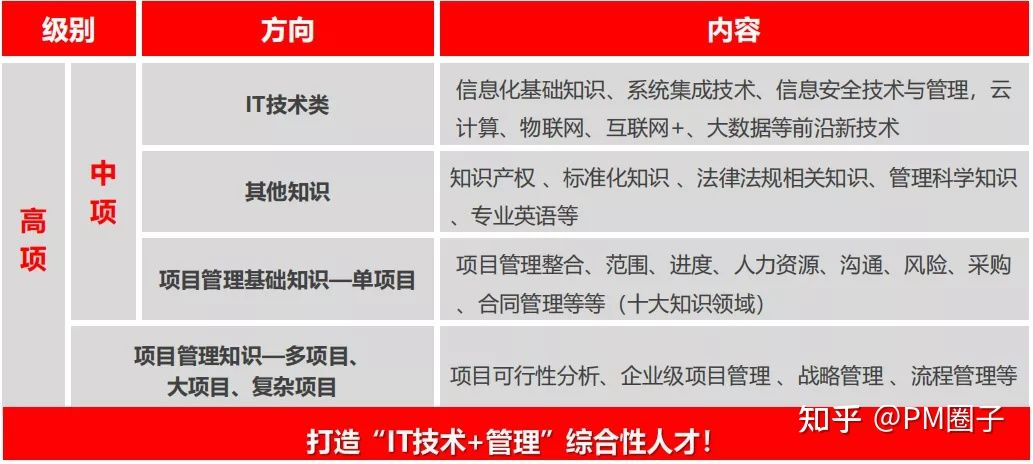 级别
方向
内容
高项
中项
IT技术类
信息化基础知识、系统集成技术、信息安全技术与管理，云
计算、物联网、互联网+、大数据等前沿新技术
其他知识
知识产权 、标准化知识 、法律法规相关知识、管理科学知识
、专业英语等
项目管理基础知识—单项目
项目管理整合、范围、进度、人力资源、沟通、风险、采购
、合同管理等等（十大知识领域）
项目管理知识—多项目、
大项目、复杂项目
项目可行性分析、企业级项目管理 、战略管理 、流程管理等
打造“IT技术+管理”综合性人才！
知乎 @PM圈子